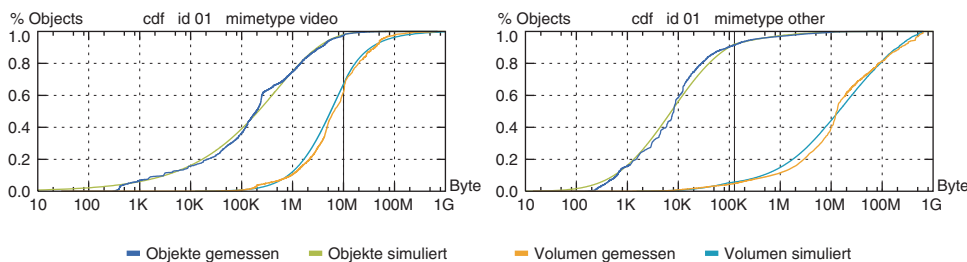 % Objects cdf id 01 mimetype video
1.0
0.8
0.6
0.4
0.2
0.0
Byte
10 100 1K 10K 100K 1M 10M 100M 1G
% Objects cdf id 01 mimetype other
1.0
0.8
0.6
0.4
0.2
0.0
Byte
10 100 1K 10K 100K 1M 10M 100M 1G
Objekte gemessen Objekte simuliert Volumen gemessen Volumen simuliert